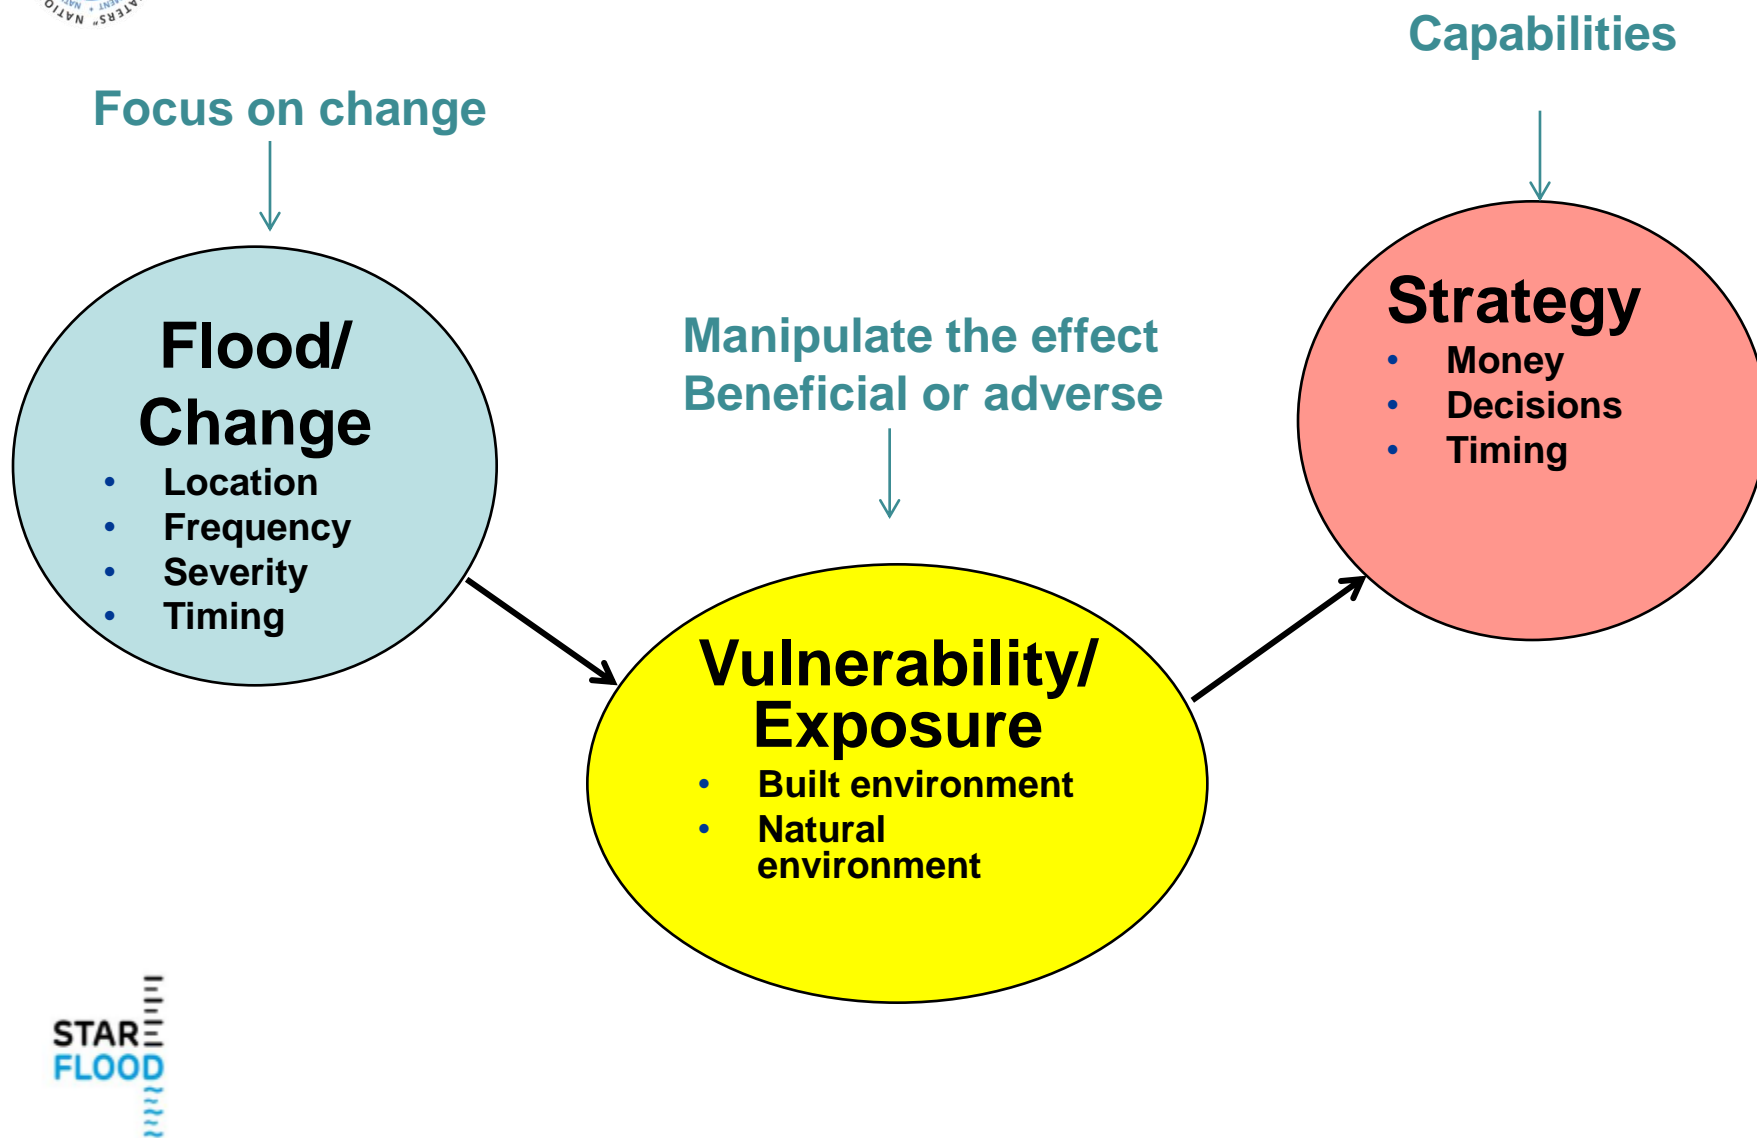 Capabilities
Focus on change
Flood/
Change
• Location
• Frequency
• Severity
• Timing
Manipulate the effect
Beneficial or adverse
Vulnerability/
Exposure
• Built environment
• Natural
environment
Strategy
• Money
• Decisions
• Timing
STAR
FLOOD